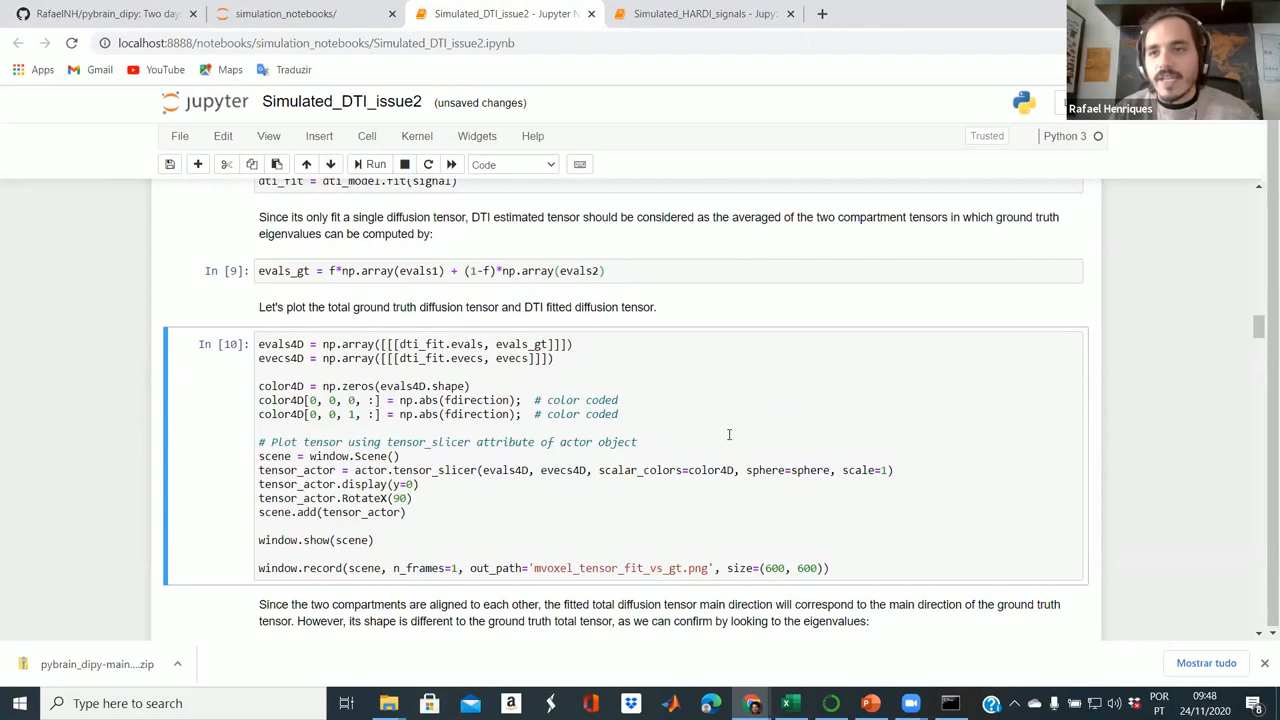 RafaelNH/pybrain_dipy: Two day
simulation_notebooks/
Simulated_DTI_issue2 - Jupyter N
Simulated_HARDI_signals - Jupy
localhost:8888/notebooks/simulation_notebooks/Simulated_DTI_issue2.ipynb
Apps
Gmail
YouTube
Maps
Traduzir
Rafael Henriques
jupyter
Simulated_DTI_issue2
(unsaved changes)
File
Edit
View
Insert
Cell
Kernel
Widgets
Help
Trusted
Python 3
Run
Code
dti_fit = dti_model.fit(signal)
Since its only fit a single diffusion tensor, DTI estimated tensor should be considered as the averaged of the two compartment tensors in which ground truth
eigenvalues can be computed by:
In [9]:
evals_gt = f*np.array(evals1) + (1-f)*np.array(evals2)
Let's plot the total ground truth diffusion tensor and DTI fitted diffusion tensor.
In [10]:
evals4D = np.array([[[dti_fit.evals, evals_gt]]])
evecs4D = np.array([[[dti_fit.evecs, evecs]]])
color4D = np.zeros(evals4D.shape)
color4D[0, 0, 0, :] = np.abs(fdirection); # color coded
color4D[0, 0, 1, :] = np.abs(fdirection); # color coded
# Plot tensor using tensor_slicer attribute of actor object
scene = window.Scene()
tensor_actor = actor.tensor_slicer(evals4D, evecs4D, scalar_colors=color4D, sphere=sphere, scale=1)
tensor_actor.display(y=0)
tensor_actor.RotateX(90)
scene.add(tensor_actor)
window.show(scene)
window.record(scene, n_frames=1, out_path='mvoxel_tensor_fit_vs_gt.png', size=(600, 600))
Since the two compartments are aligned to each other, the fitted total diffusion tensor main direction will correspond to the main direction of the ground truth
tensor. However, its shape is different to the ground truth total tensor, as we can confirm by looking to the eigenvalues:
pybrain_dipy-main....zip
Mostrar tudo
Type here to search
POR
PT
09:48
24/11/2020
8